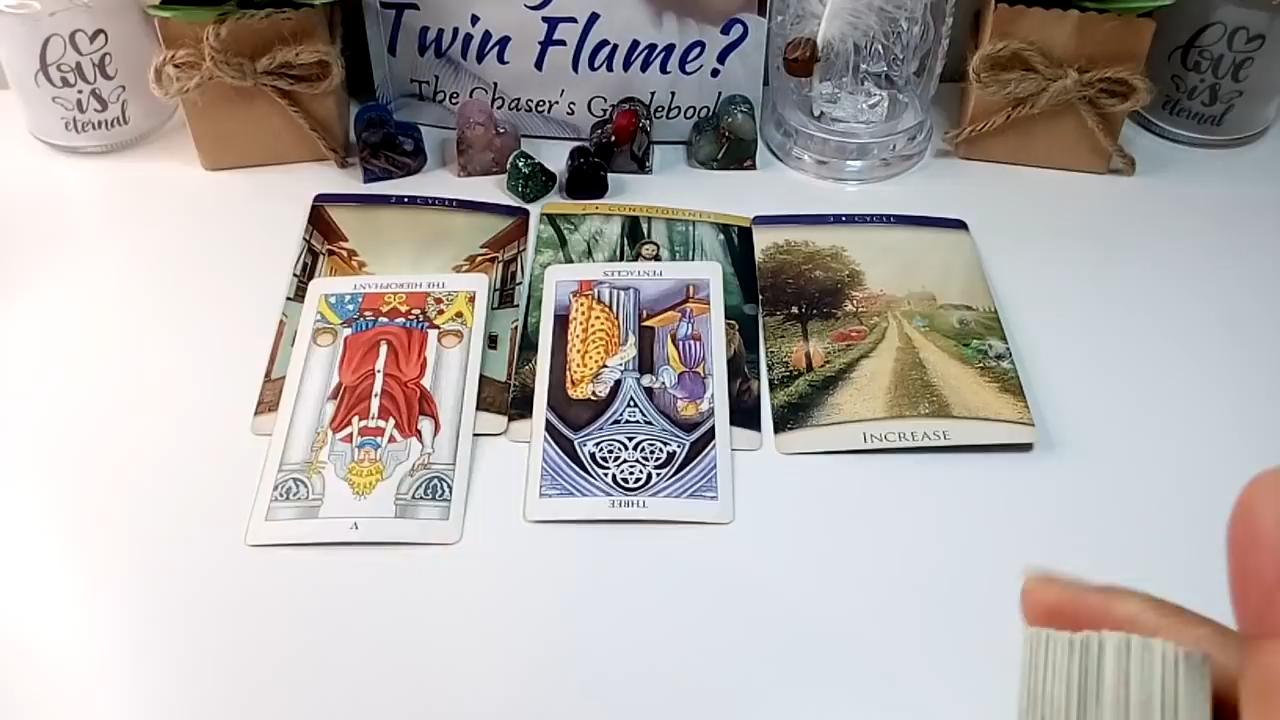 Twin Flame?
The Chaser's Guidebook
love
is
eternal
love
is
eternal
2 • CYCLE
2 • CONSCIOUSNESS
3 • CYCLE
THE HIEROPHANT
PENTACLES
INCREASE
THREE
V